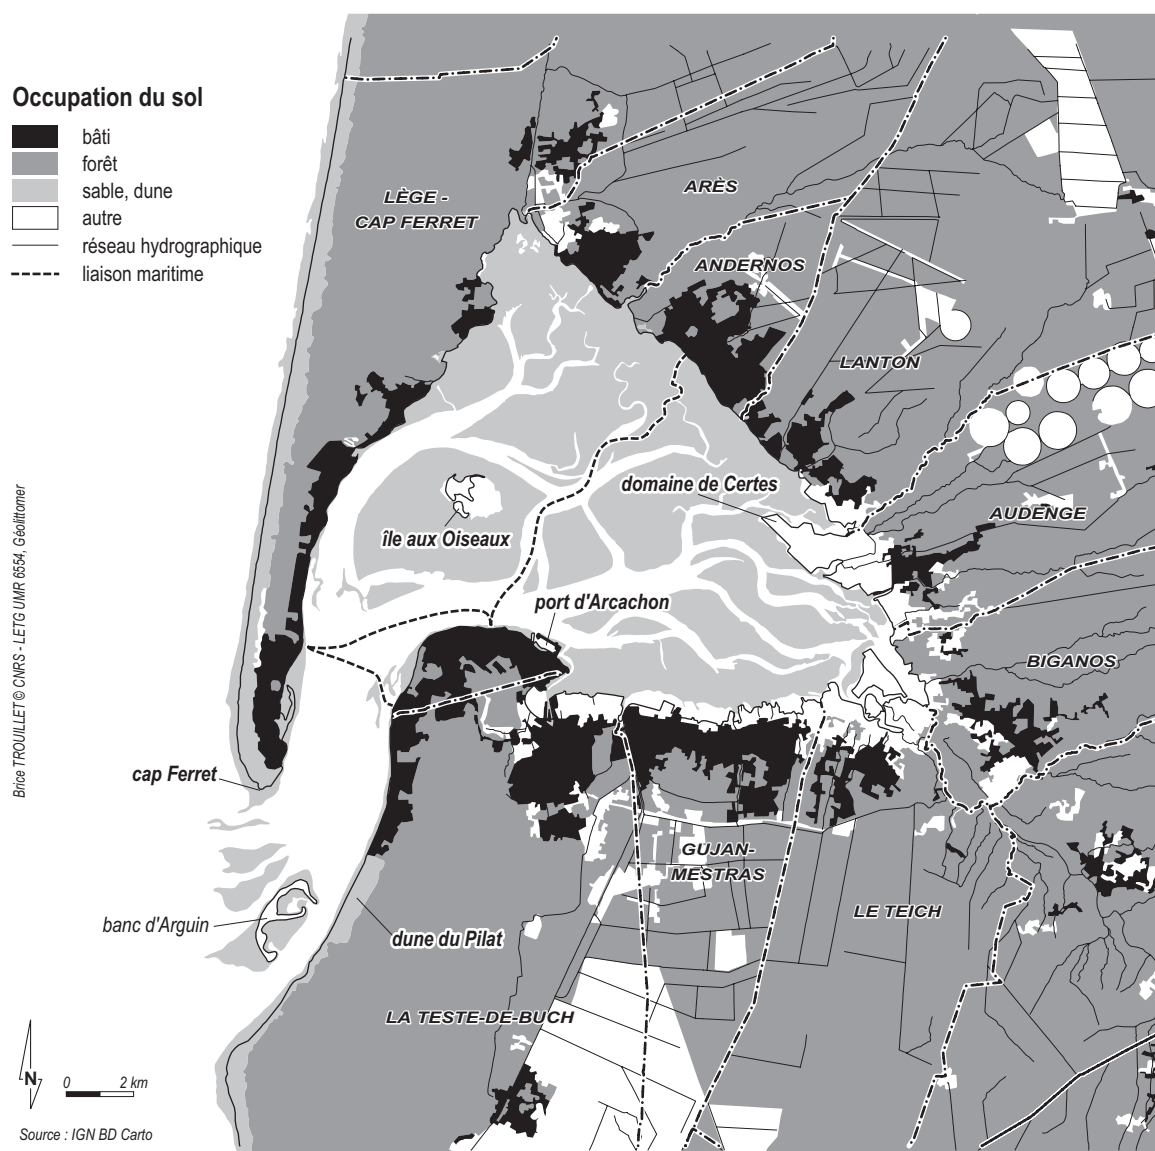 Occupation du sol
bâti
forêt
sable, dune
autre
réseau hydrographique
liaison maritime
LÈGE -
CAP FERRET
ARÈS
ANDERNOS
LANTON
domaine de Certes
AUDENGE
île aux Oiseaux
port d'Arcachon
BIGANOS
cap Ferret
GUJAN-
MESTRAS
LE TEICH
banc d'Arguin
dune du Pilat
LA TESTE-DE-BUCH
Brice TROUILLET © CNRS - LETG UMR 6554, Géolittomer
N
0 2 km
Source : IGN BD Carto